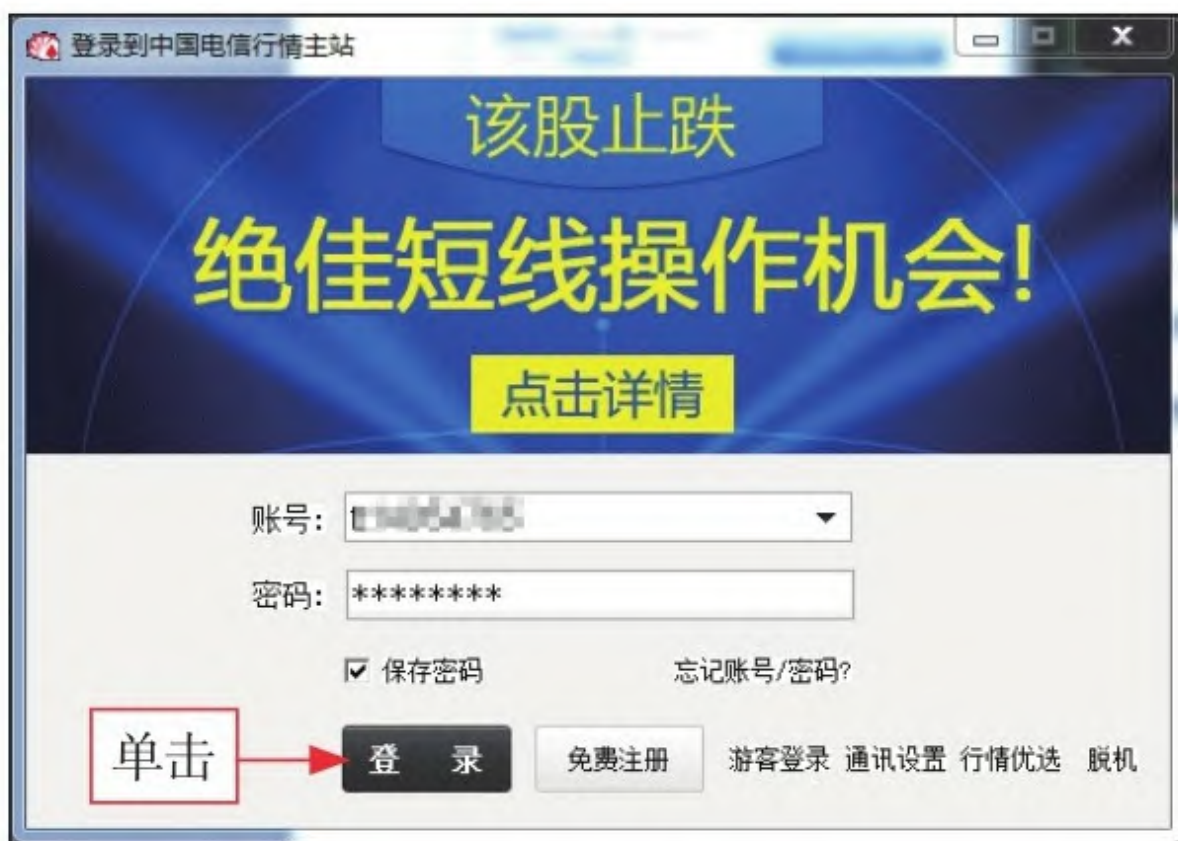 登录到中国电信行情主站
该股止跌
绝佳短线操作机会!
点击详情
账号:
密码: ********
保存密码 忘记账号/密码?
单击 登 录 免费注册 游客登录 通讯设置 行情优选 脱机